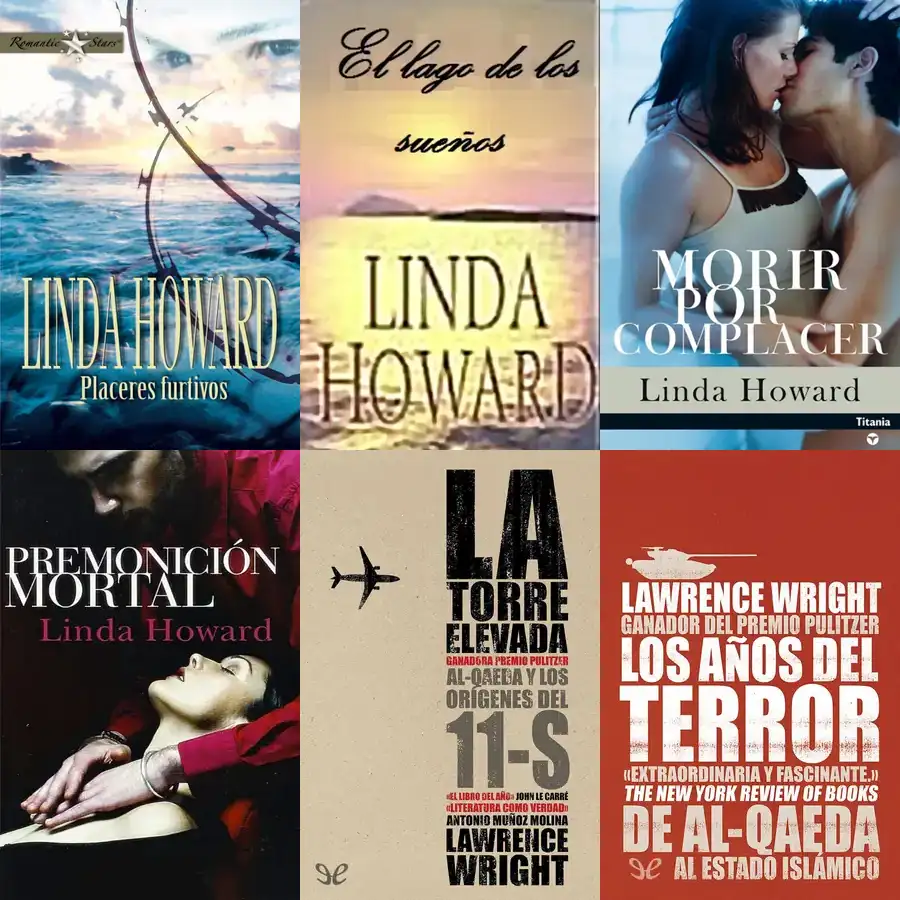 Romantic Stars
LINDA HOWARD
Placeres furtivos
El lago de los
sueños
LINDA
HOWARD
MORIR
POR
COMPLACER
Linda Howard
Titania
PREMONICIÓN
MORTAL
Linda Howard
LA
TORRE
ELEVADA
GANADORA PREMIO PULITZER
AL-QAEDA Y LOS
ORÍGENES DEL
11-S
«EL LIBRO DEL AÑO» JOHN LE CARRÉ
«LITERATURA COMO VERDAD»
ANTONIO MUÑOZ MOLINA
LAWRENCE
WRIGHT
LAWRENCE WRIGHT
GANADOR DEL PREMIO PULITZER
LOS AÑOS DEL
TERROR
«EXTRAORDINARIA Y FASCINANTE.»
THE NEW YORK REVIEW OF BOOKS
DE AL-QAEDA
AL ESTADO ISLÁMICO